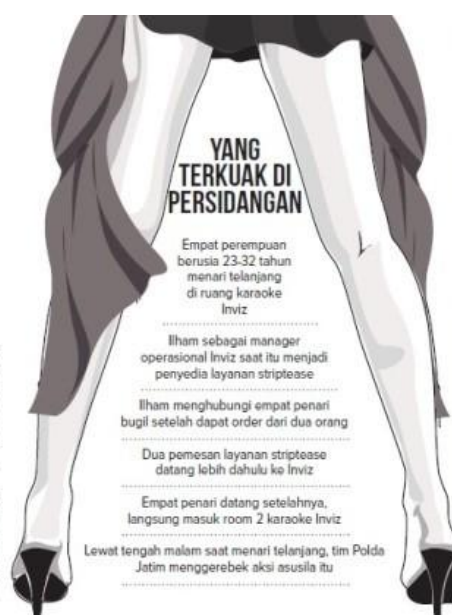 YANG
TERKUAK DI
PERSIDANGAN
Empat perempuan
berusia 23-32 tahun
menari telanjang
di ruang karaoke
Inviz
Ilham sebagai manager
operasional Inviz saat itu menjadi
penyedia layanan striptease
Ilham menghubungi empat penari
bugil setelah dapat order dari dua orang
Dua pemesan layanan striptease
datang lebih dahulu ke Inviz
Empat penari datang setelahnya,
langsung masuk room 2 karaoke Inviz
Lewat tengah malam saat menari telanjang, tim Polda
Jatim menggerebek aksi asusila itu